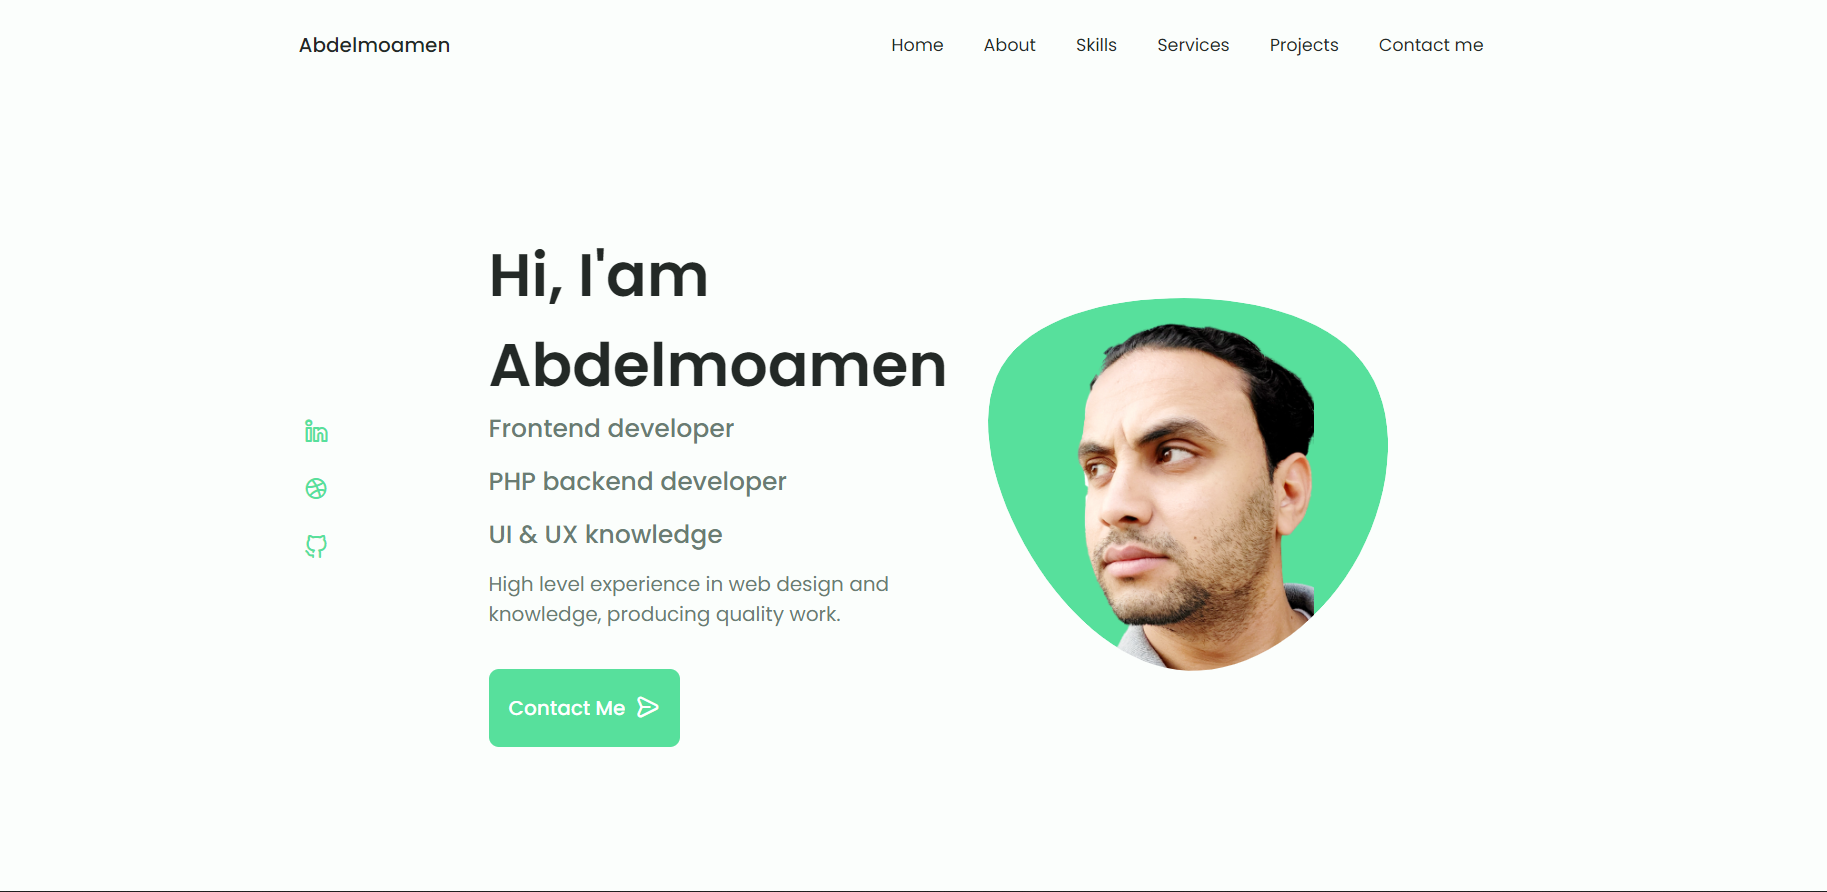 Abdelmoamen
Home About Skills Services Projects Contact me
Hi, I'am
Abdelmoamen
Frontend developer
PHP backend developer
UI & UX knowledge
High level experience in web design and
knowledge, producing quality work.
Contact Me